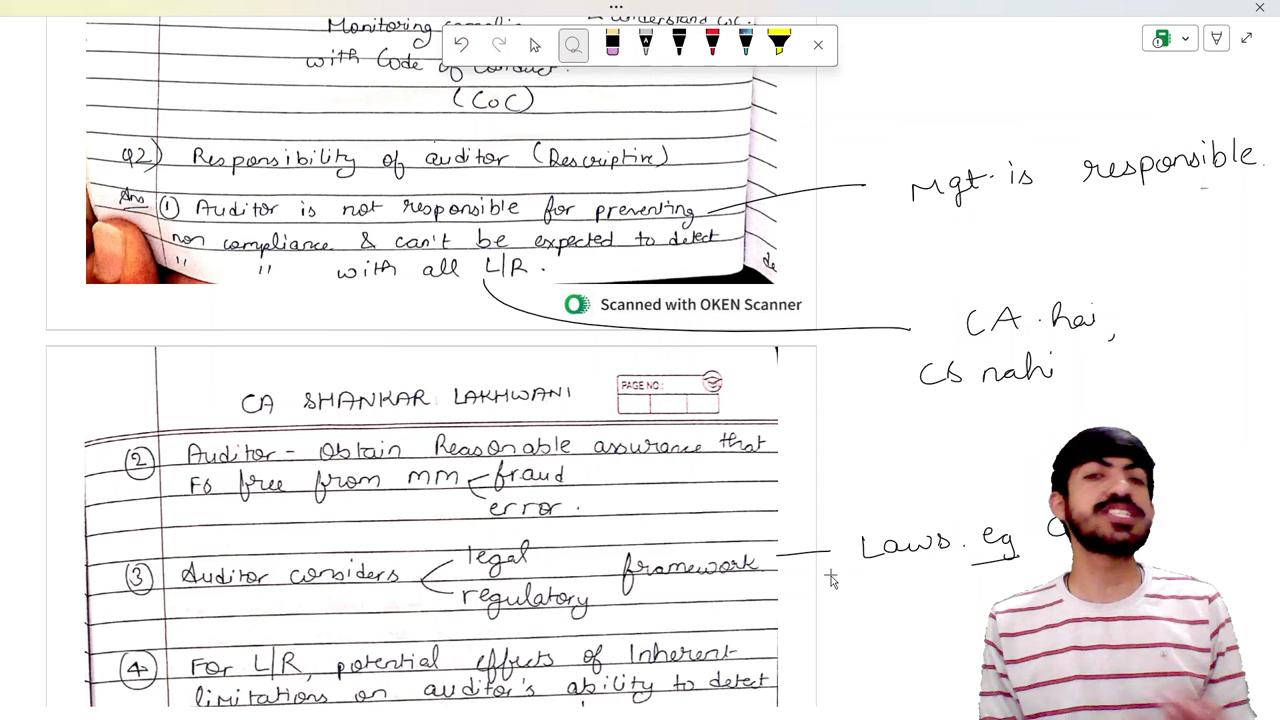 Monitoring
with Code of Conduct.
(CoC)
Q2) Responsibility of auditor (Descriptive)
Ans ① Auditor is not responsible for preventing
non compliance & can't be expected to detect
" " with all L/R.
de
Mgt. is responsible.
Scanned with OKEN Scanner
CA hai,
CS nahi
CA SHANKAR LAKHWANI
PAGE NO.:
② Auditor - Obtain Reasonable assurance that
FS free from MM fraud
error.
③ Auditor considers legal
regulatory framework
Laws. eg
④ For L/R, potential effects of Inherent
limitations on auditor's ability to detect